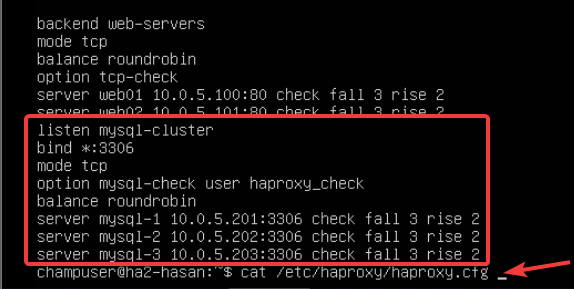 backend web-servers
mode tcp
balance roundrobin
option tcp-check
server web01 10.0.5.100:80 check fall 3 rise 2
server web02 10.0.5.101:80 check fall 3 rise 2
listen mysql-cluster
bind *:3306
mode tcp
option mysql-check user haproxy_check
balance roundrobin
server mysql-1 10.0.5.201:3306 check fall 3 rise 2
server mysql-2 10.0.5.202:3306 check fall 3 rise 2
server mysql-3 10.0.5.203:3306 check fall 3 rise 2
champuser@ha2-hasan:~$ cat /etc/haproxy/haproxy.cfg _